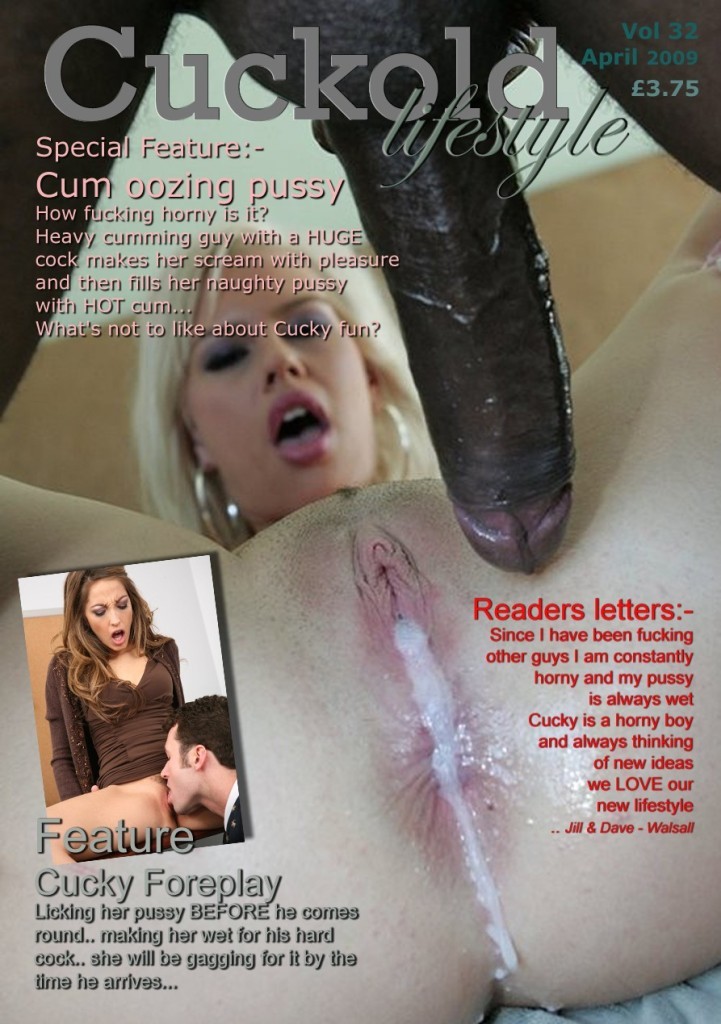 Cuckold
lifestyle
Vol 32
April 2009
£3.75
Special Feature:-
Cum oozing pussy
How fucking horny is it?
Heavy cumming guy with a HUGE
cock makes her scream with pleasure
and then fills her naughty pussy
with HOT cum...
What's not to like about Cucky fun?
Readers letters:-
Since I have been fucking
other guys I am constantly
horny and my pussy
is always wet
Cucky is a horny boy
and always thinking
of new ideas
we LOVE our
new lifestyle
.. Jill & Dave - Walsall
Feature
Cucky Foreplay
Licking her pussy BEFORE he comes
round.. making her wet for his hard
cock.. she will be gagging for it by the
time he arrives...